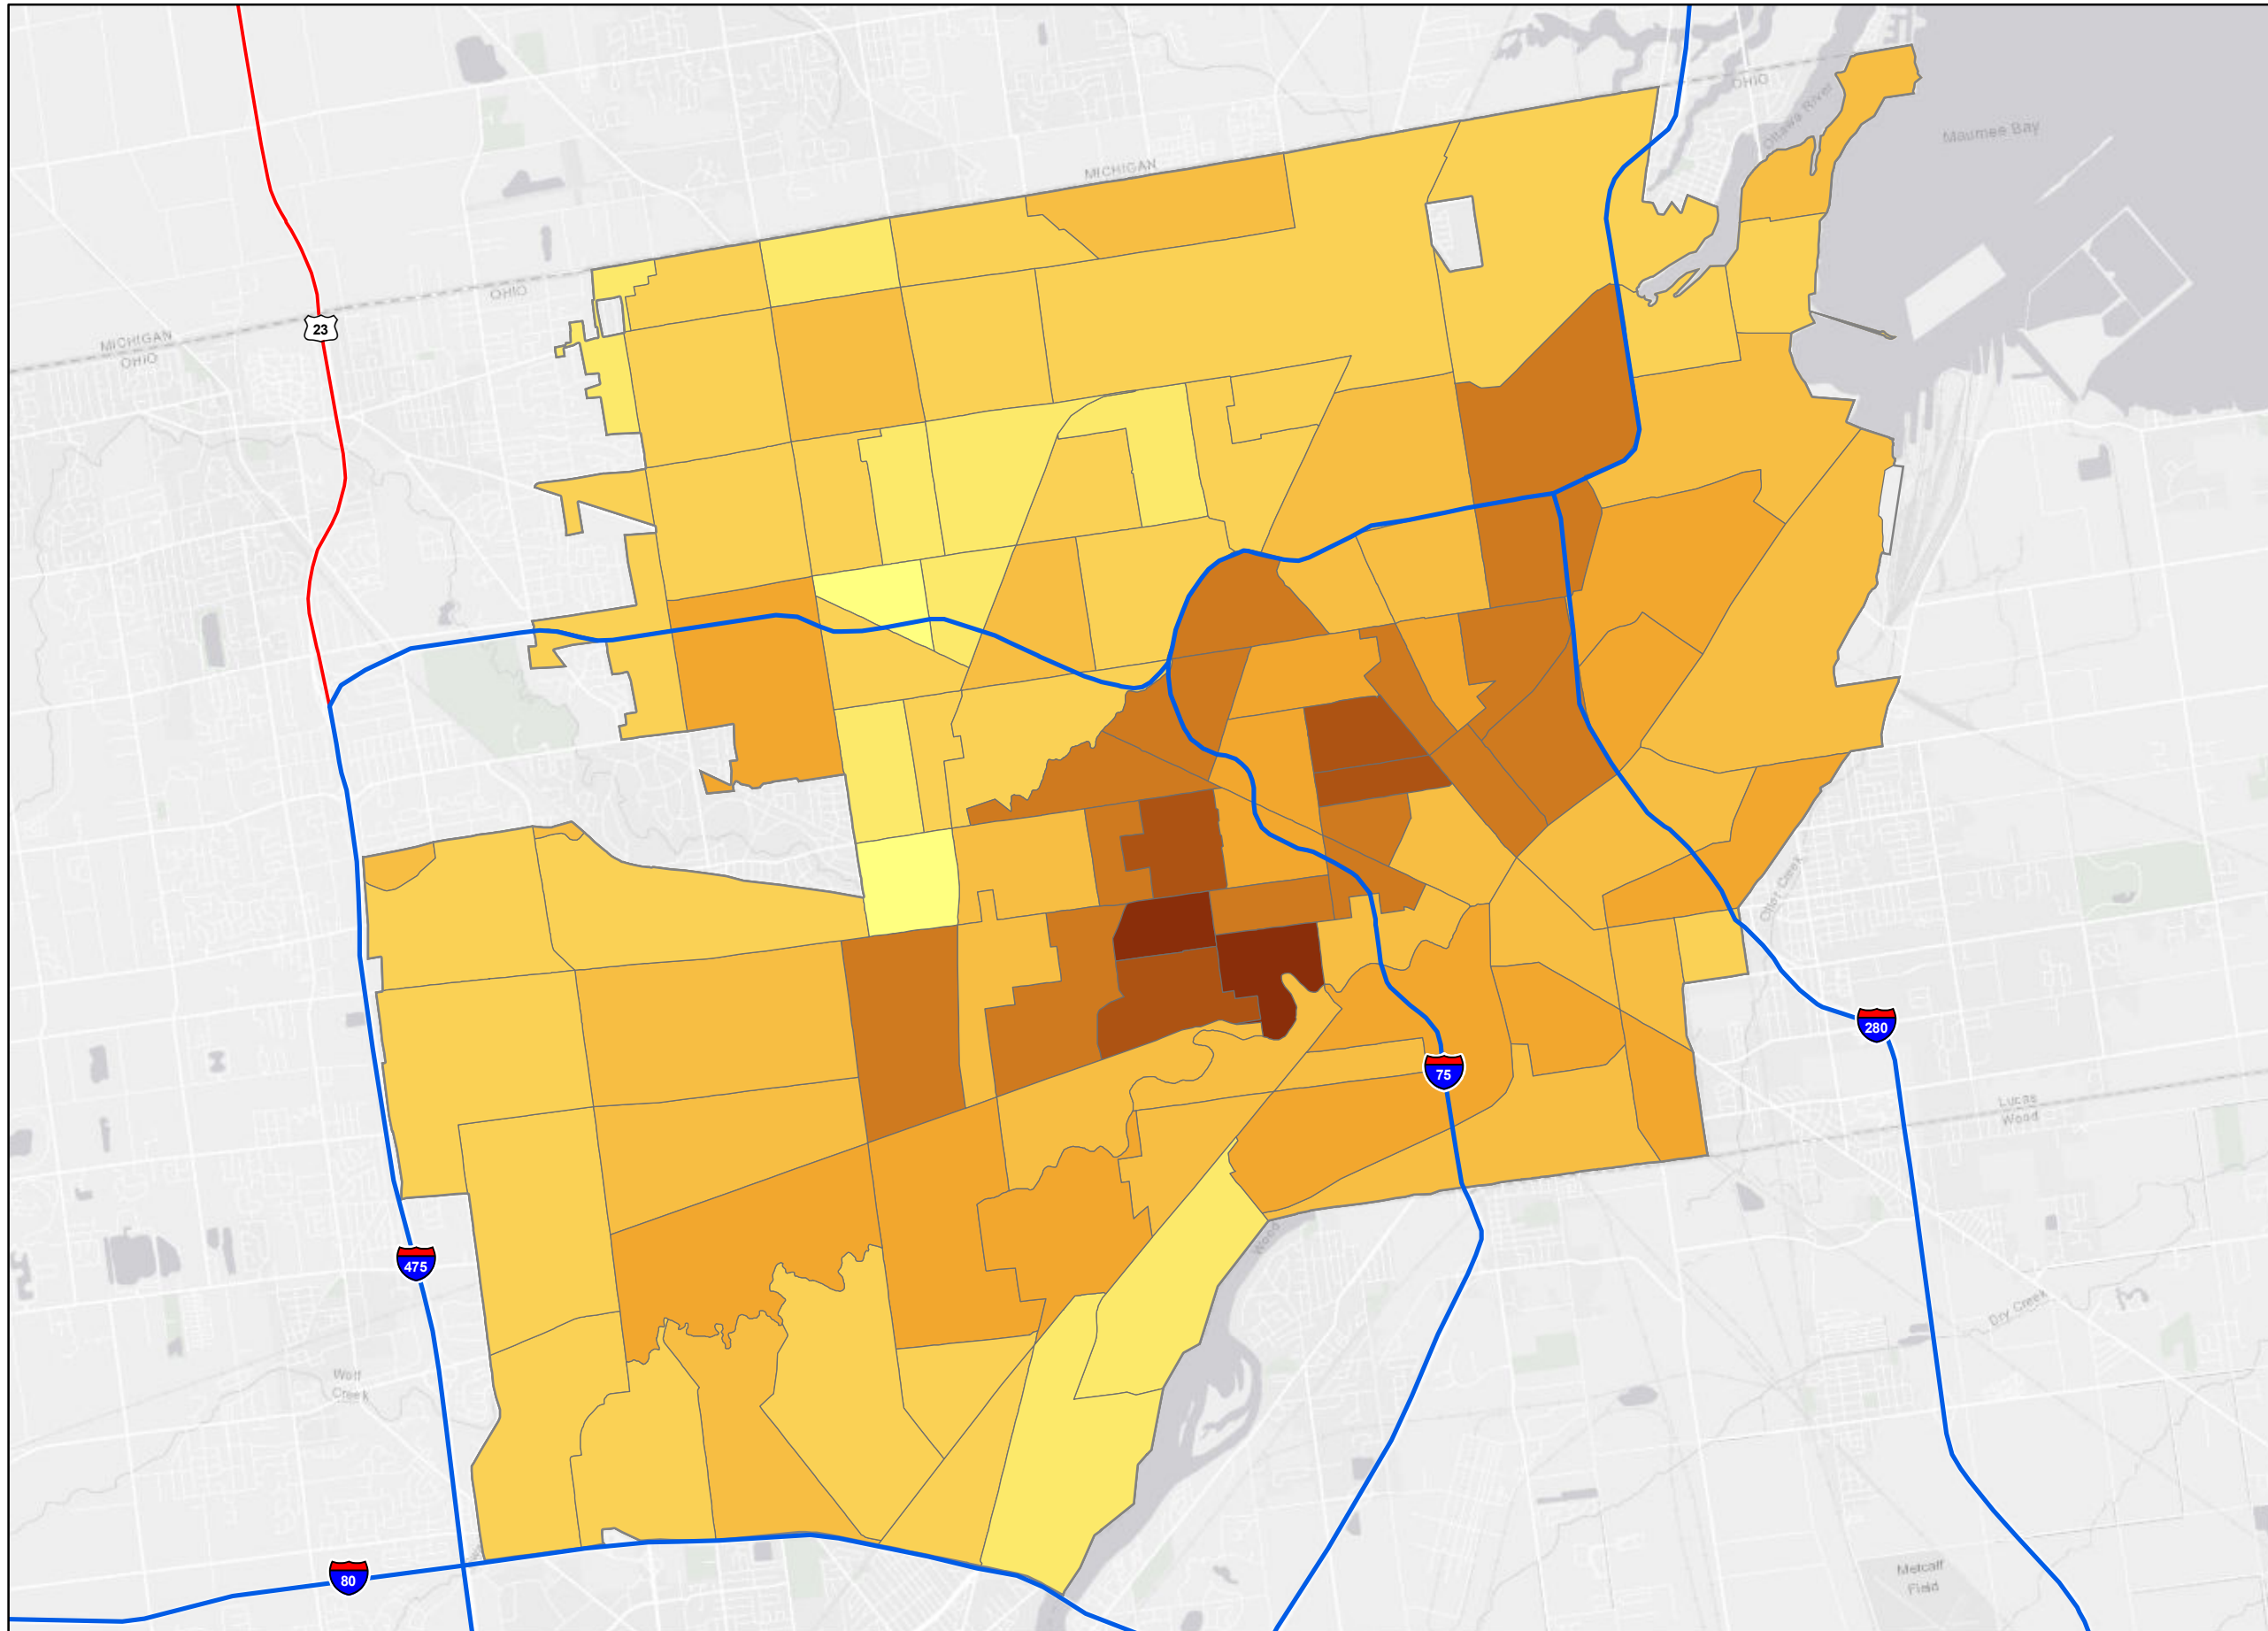 OHIO
Ottawa River
Maumee Bay
MICHIGAN
OHIO
23
MICHIGAN
OHIO
Otter Creek
280
75
Lucas
Wood
Wood
475
Dry Creek
Wolf
Creek
80
Metcalf
Field